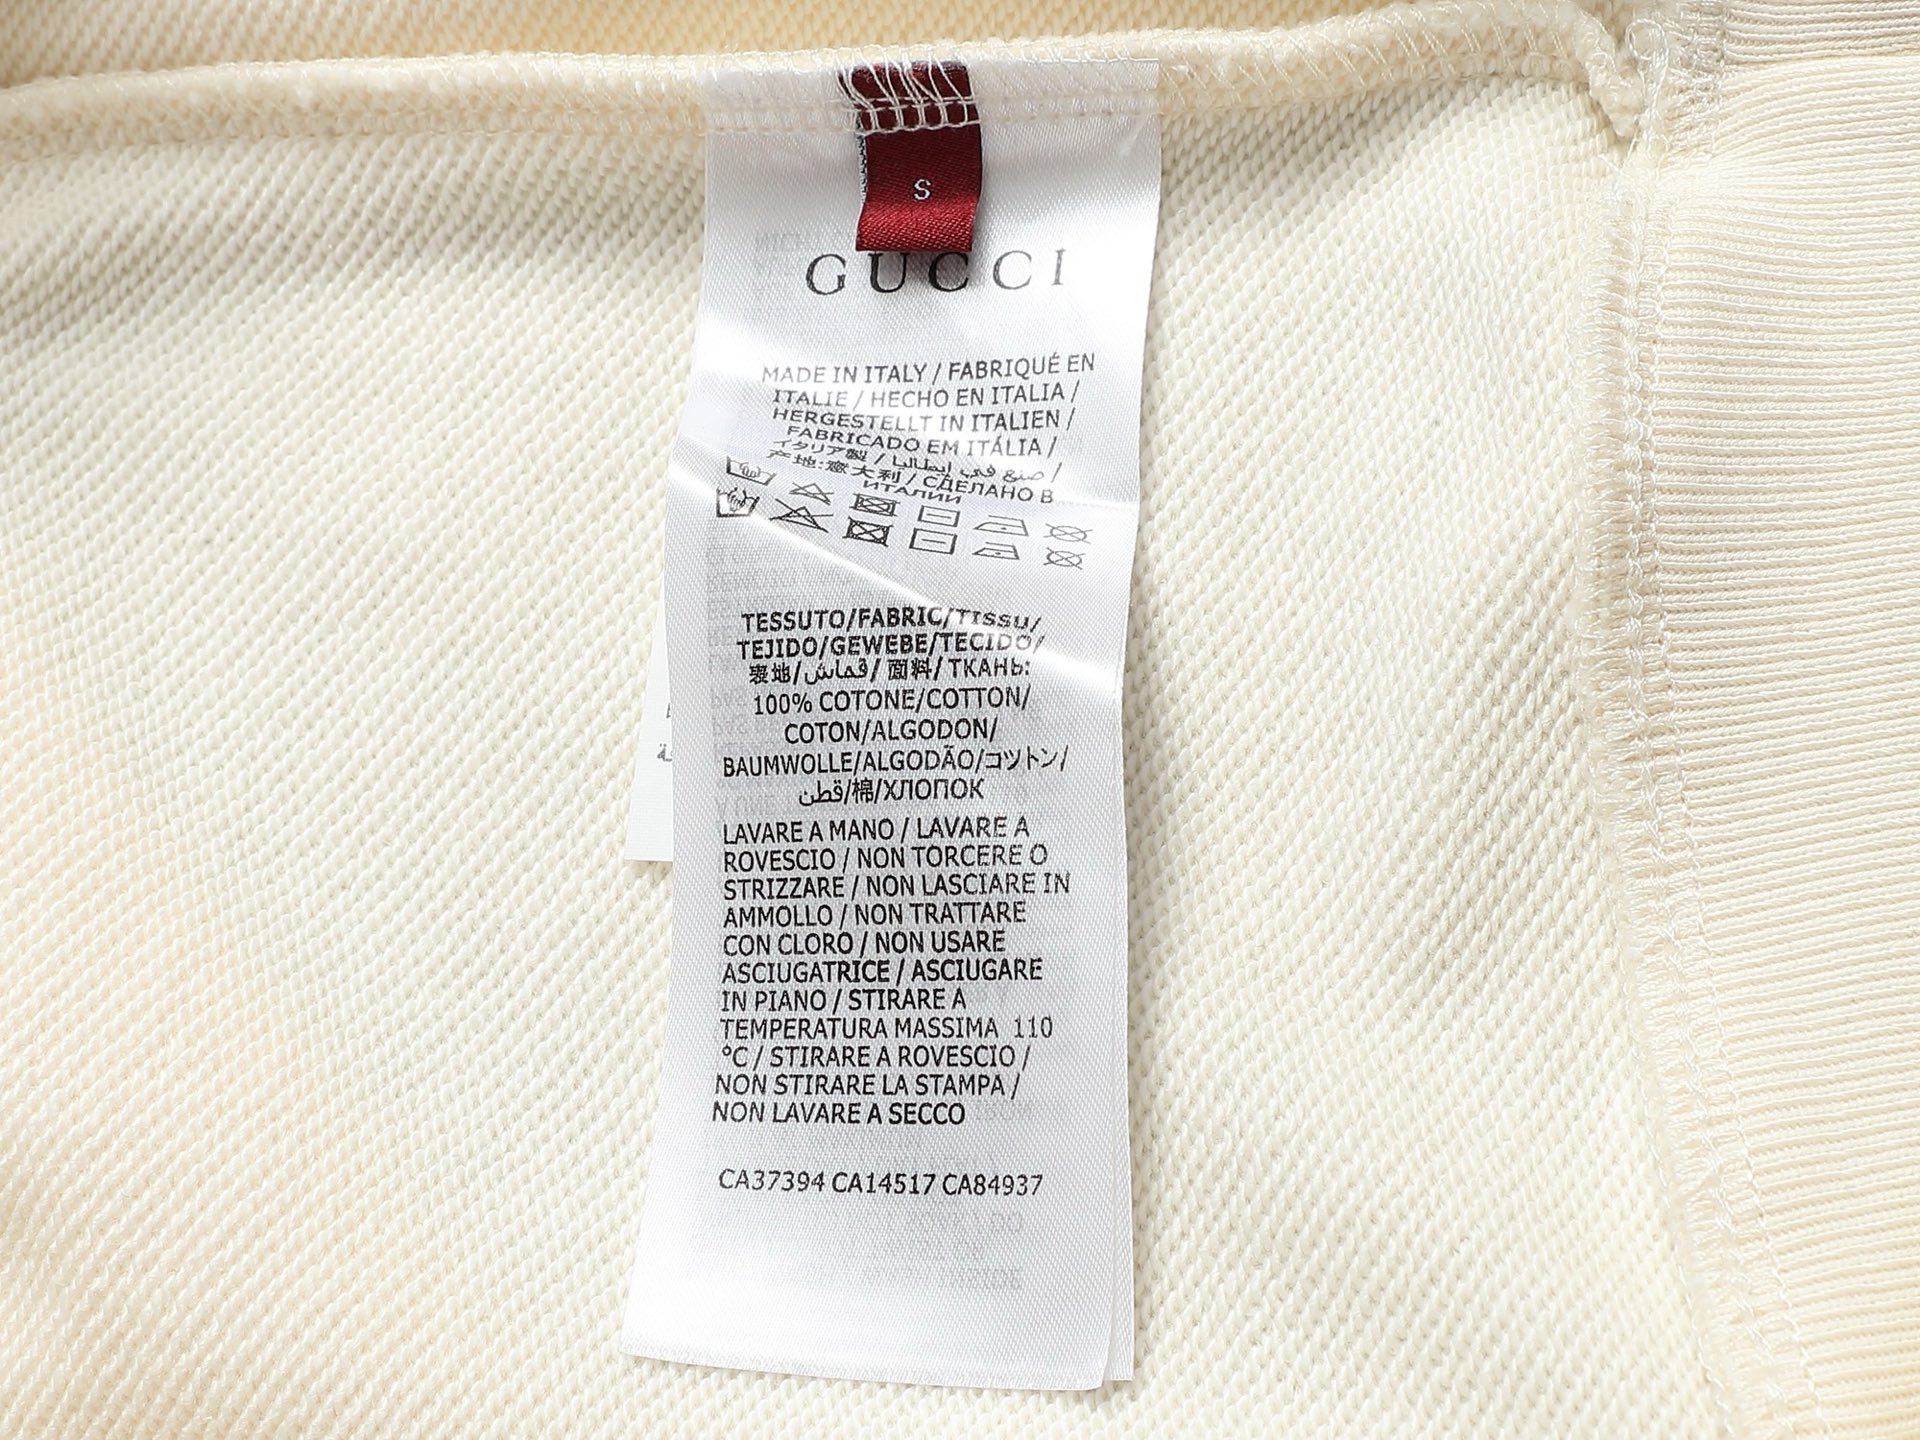 S
GUCCI
MADE IN ITALY / FABRIQUÉ EN
ITALIE / HECHO EN ITALIA /
HERGESTELLT IN ITALIEN /
FABRICADO EM ITÁLIA /
イタリア製 / صنع في إيطاليا /
产地:意大利 / СДЕЛАНО В
ИТАЛИИ
TESSUTO/FABRIC/TISSU/
TEJIDO/GEWEBE/TECIDO/
表地/قماش/面料/ТКАНЬ:
100% COTONE/COTTON/
COTON/ALGODON/
BAUMWOLLE/ALGODÃO/コットン/
قطن/棉/ХЛОПОК
LAVARE A MANO / LAVARE A
ROVESCIO / NON TORCERE O
STRIZZARE / NON LASCIARE IN
AMMOLLO / NON TRATTARE
CON CLORO / NON USARE
ASCIUGATRICE / ASCIUGARE
IN PIANO / STIRARE A
TEMPERATURA MASSIMA 110
°C / STIRARE A ROVESCIO /
NON STIRARE LA STAMPA /
NON LAVARE A SECCO
CA37394 CA14517 CA84937